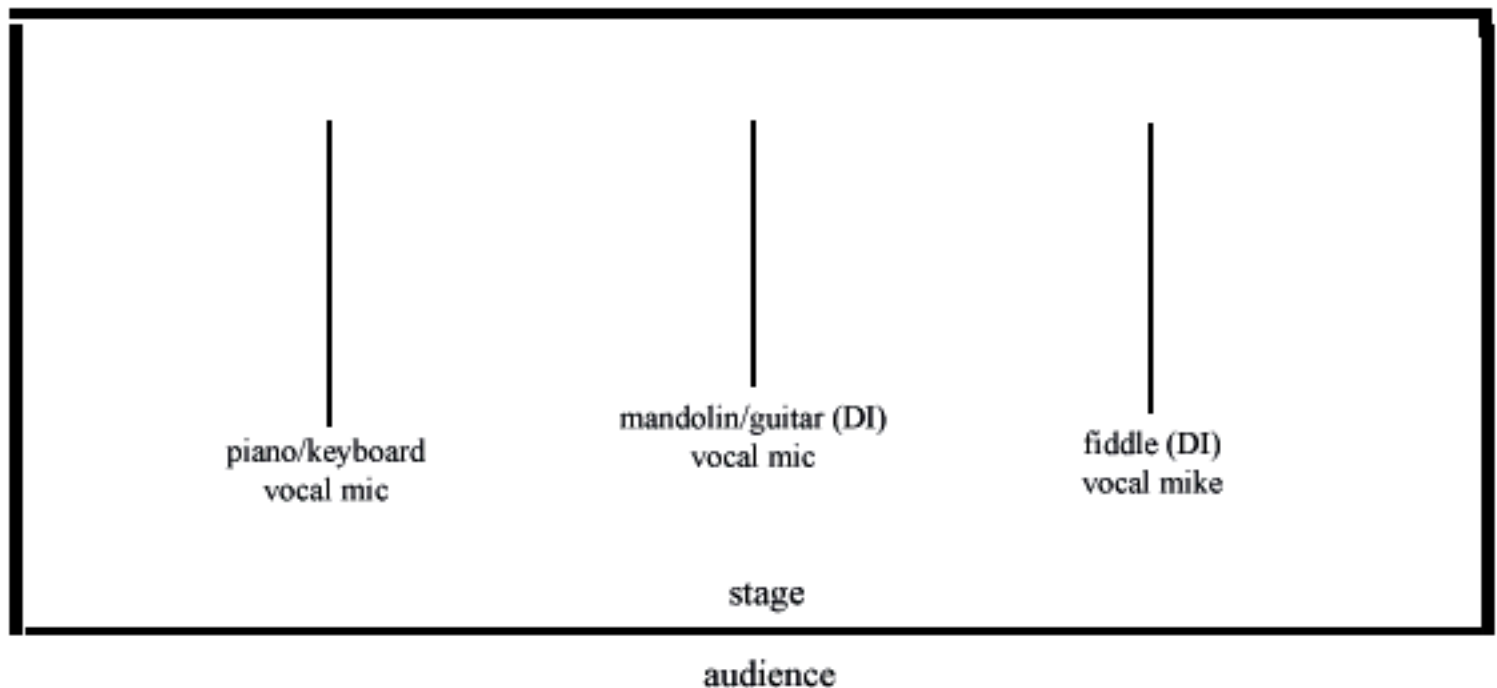 mandolin/guitar (DI)
vocal mic
piano/keyboard
vocal mic
fiddle (DI)
vocal mike
stage
audience